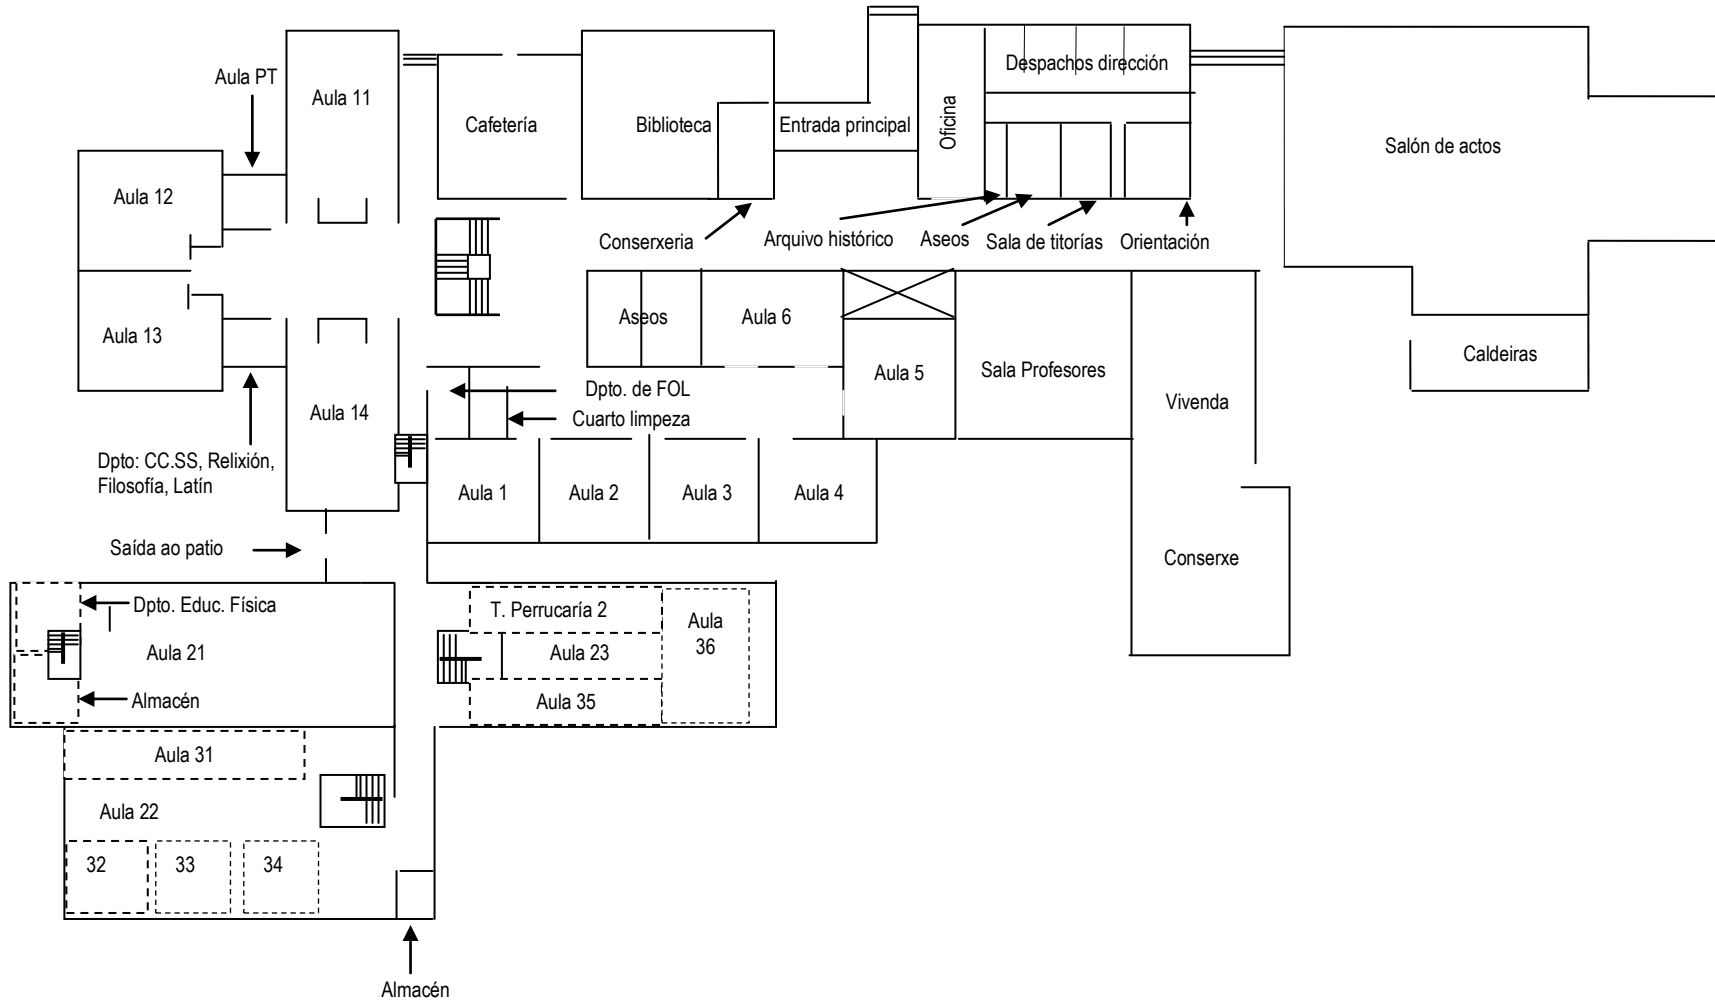 Despachos dirección
Aula PT
Aula 11
Cafetería
Biblioteca
Entrada principal
Oficina
Salón de actos
Aula 12
Conserxeria
Arquivo histórico
Aseos
Sala de titorías
Orientación
Aula 13
Aseos
Aula 6
Aula 5
Sala Profesores
Caldeiras
Vivenda
Dpto. de FOL
Cuarto limpeza
Aula 14
Dpto: CC.SS, Relixión,
Filosofía, Latín
Aula 1
Aula 2
Aula 3
Aula 4
Saída ao patio
Conserxe
Dpto. Educ. Física
T. Perrucaría 2
Aula
36
Aula 21
Aula 23
Almacén
Aula 35
Aula 31
Aula 22
32
33
34
Almacén